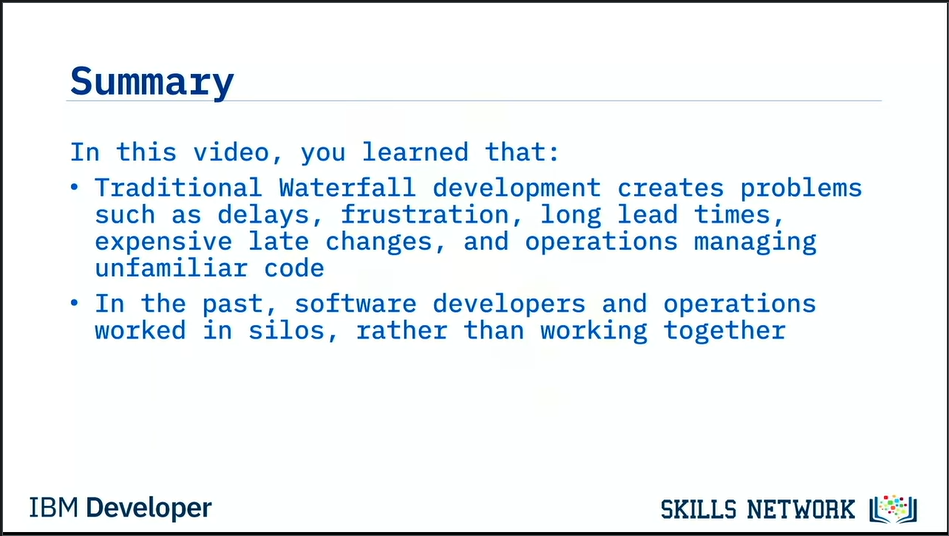 Summary
In this video, you learned that:
• Traditional Waterfall development creates problems
such as delays, frustration, long lead times,
expensive late changes, and operations managing
unfamiliar code
• In the past, software developers and operations
worked in silos, rather than working together
IBM Developer
SKILLS NETWORK